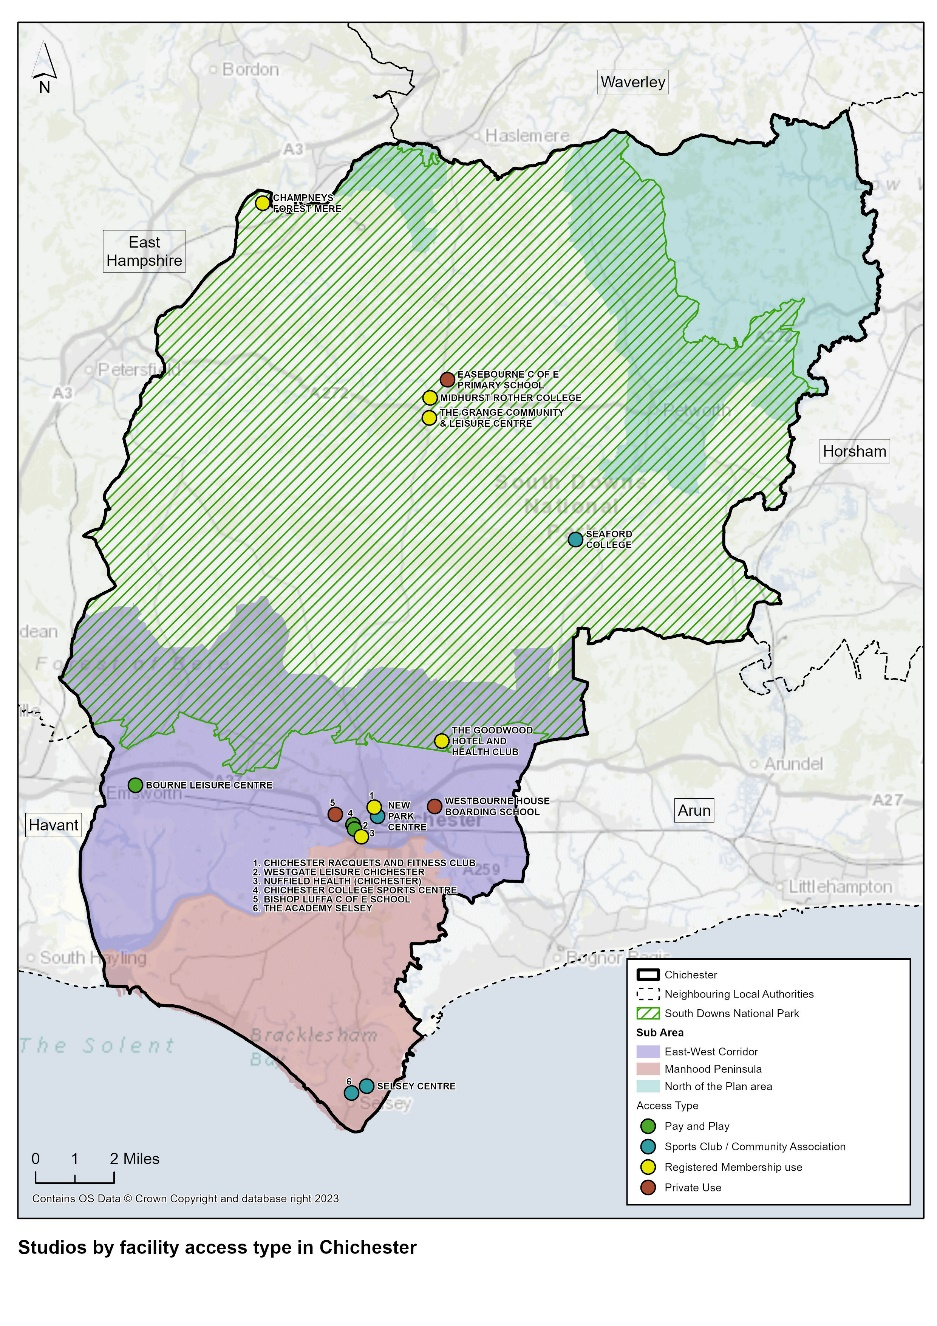 Bordon
Waverley
N
Haslemere
A3
CHAMPNEYS
FOREST MERE
East
Hampshire
A3
Petersfield
A272
EASEBOURNE C OF E
PRIMARY SCHOOL
MIDHURST ROTHER COLLEGE
THE GRANGE COMMUNITY
& LEISURE CENTRE
Petworth
Horsham
South Downs
National
SEAFORD
COLLEGE
THE GOODWOOD
HOTEL AND
HEALTH CLUB
Arundel
BOURNE LEISURE CENTRE
Emsworth
A27
Havant
Arun
5
1
4
2
3
NEW
PARK
CENTRE
WESTBOURNE HOUSE
BOARDING SCHOOL
A259
1. CHICHESTER RACQUETS AND FITNESS CLUB
2. WESTGATE LEISURE CHICHESTER
3. NUFFIELD HEALTH (CHICHESTER)
4. CHICHESTER COLLEGE SPORTS CENTRE
5. BISHOP LUFFA C OF E SCHOOL
6. THE ACADEMY SELSEY
Littlehampton
South Hayling
Bognor Regis
The Solent
Bracklesham
Bay
6
SELSEY CENTRE
Selsey
Chichester
Neighbouring Local Authorities
South Downs National Park
Sub Area
East-West Corridor
Manhood Peninsula
North of the Plan area
Access Type
Pay and Play
Sports Club / Community Association
Registered Membership use
Private Use
0 1 2 Miles
Contains OS Data © Crown Copyright and database right 2023
Studios by facility access type in Chichester